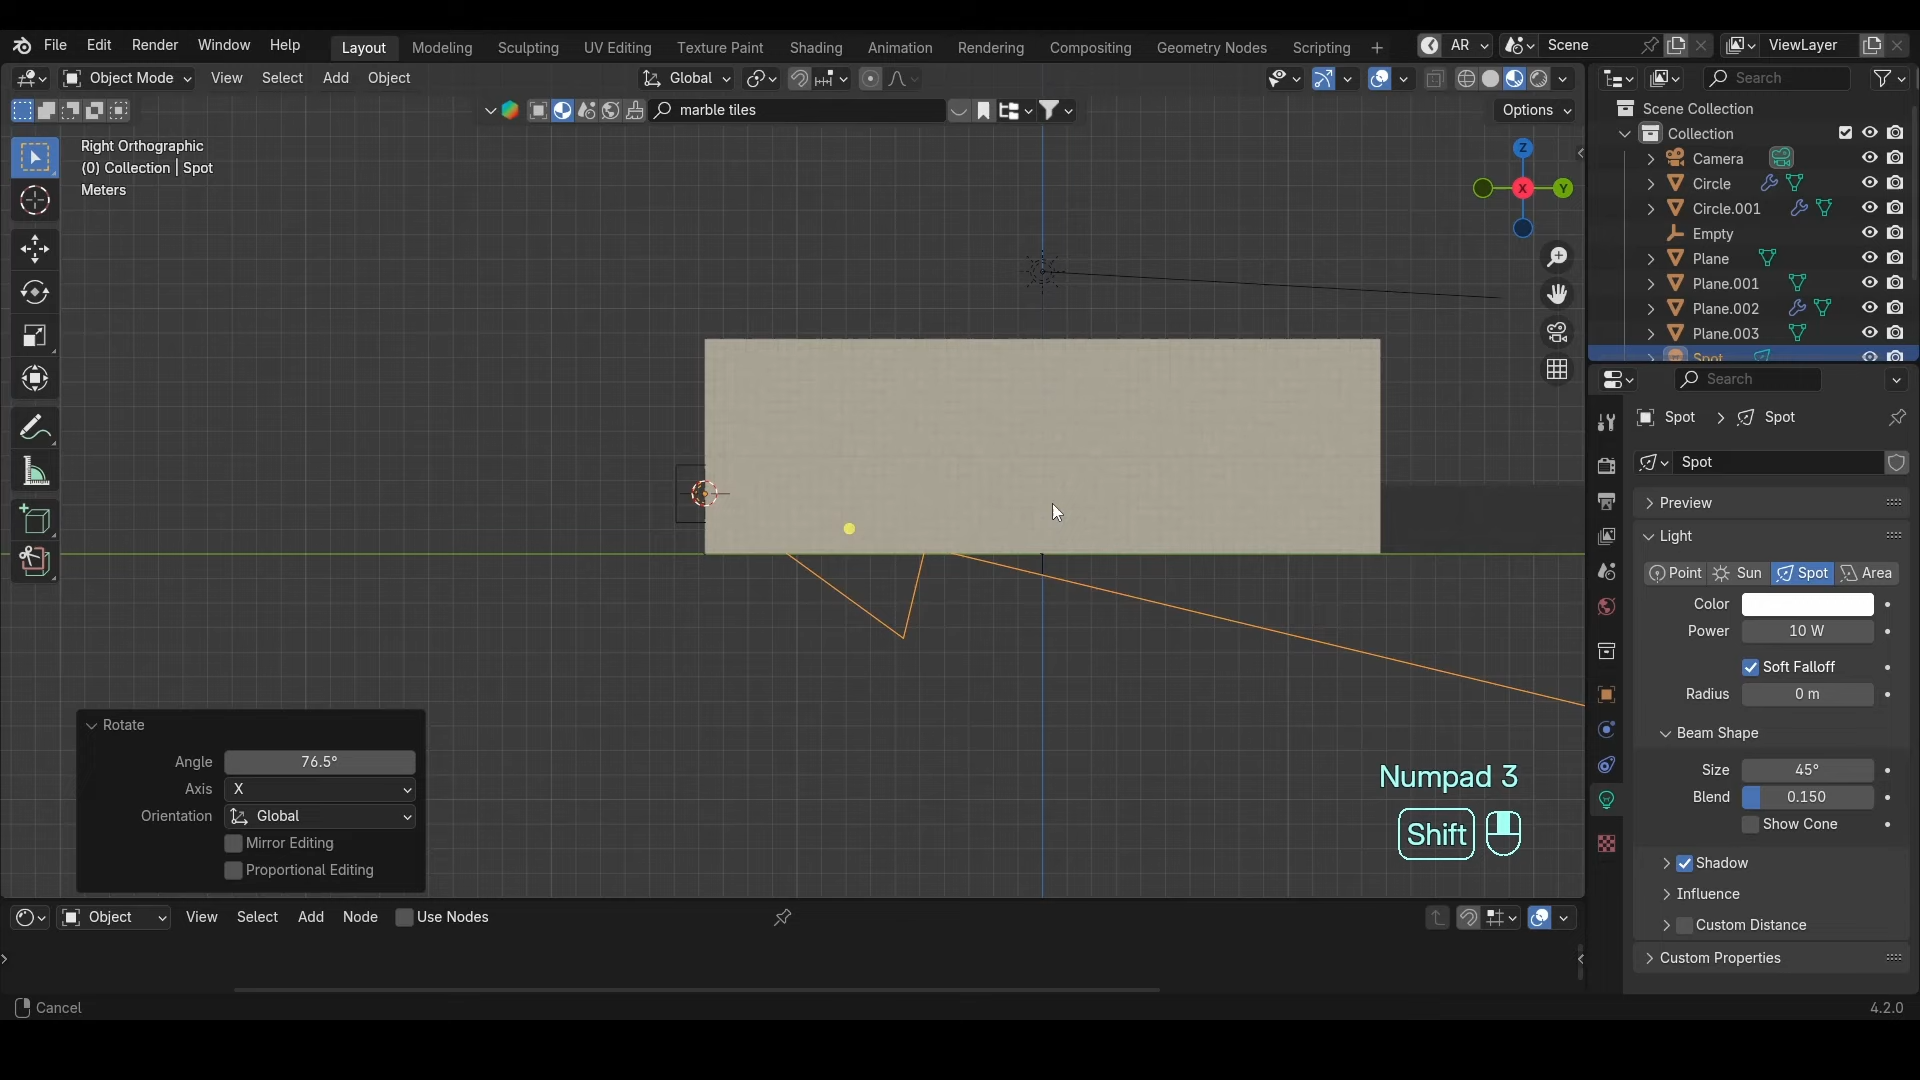 File Edit Render Window Help Layout Modeling Sculpting UV Editing Texture Paint Shading Animation Rendering Compositing Geometry Nodes Scripting + AR Scene ViewLayer
Object Mode View Select Add Object Global Search
marble tiles Options
Right Orthographic
(0) Collection | Spot
Meters
Z
X
Y
Scene Collection
Collection
Camera
Circle
Circle.001
Empty
Plane
Plane.001
Plane.002
Plane.003
Spot
Search
Spot > Spot
Spot
Preview
Light
Point Sun Spot Area
Color
Power 10 W
Soft Falloff
Radius 0 m
Beam Shape
Size 45°
Blend 0.150
Show Cone
Shadow
Influence
Custom Distance
Custom Properties
Rotate
Angle 76.5°
Axis X
Orientation Global
Mirror Editing
Proportional Editing
Numpad 3
Shift
Object View Select Add Node Use Nodes
Cancel 4.2.0